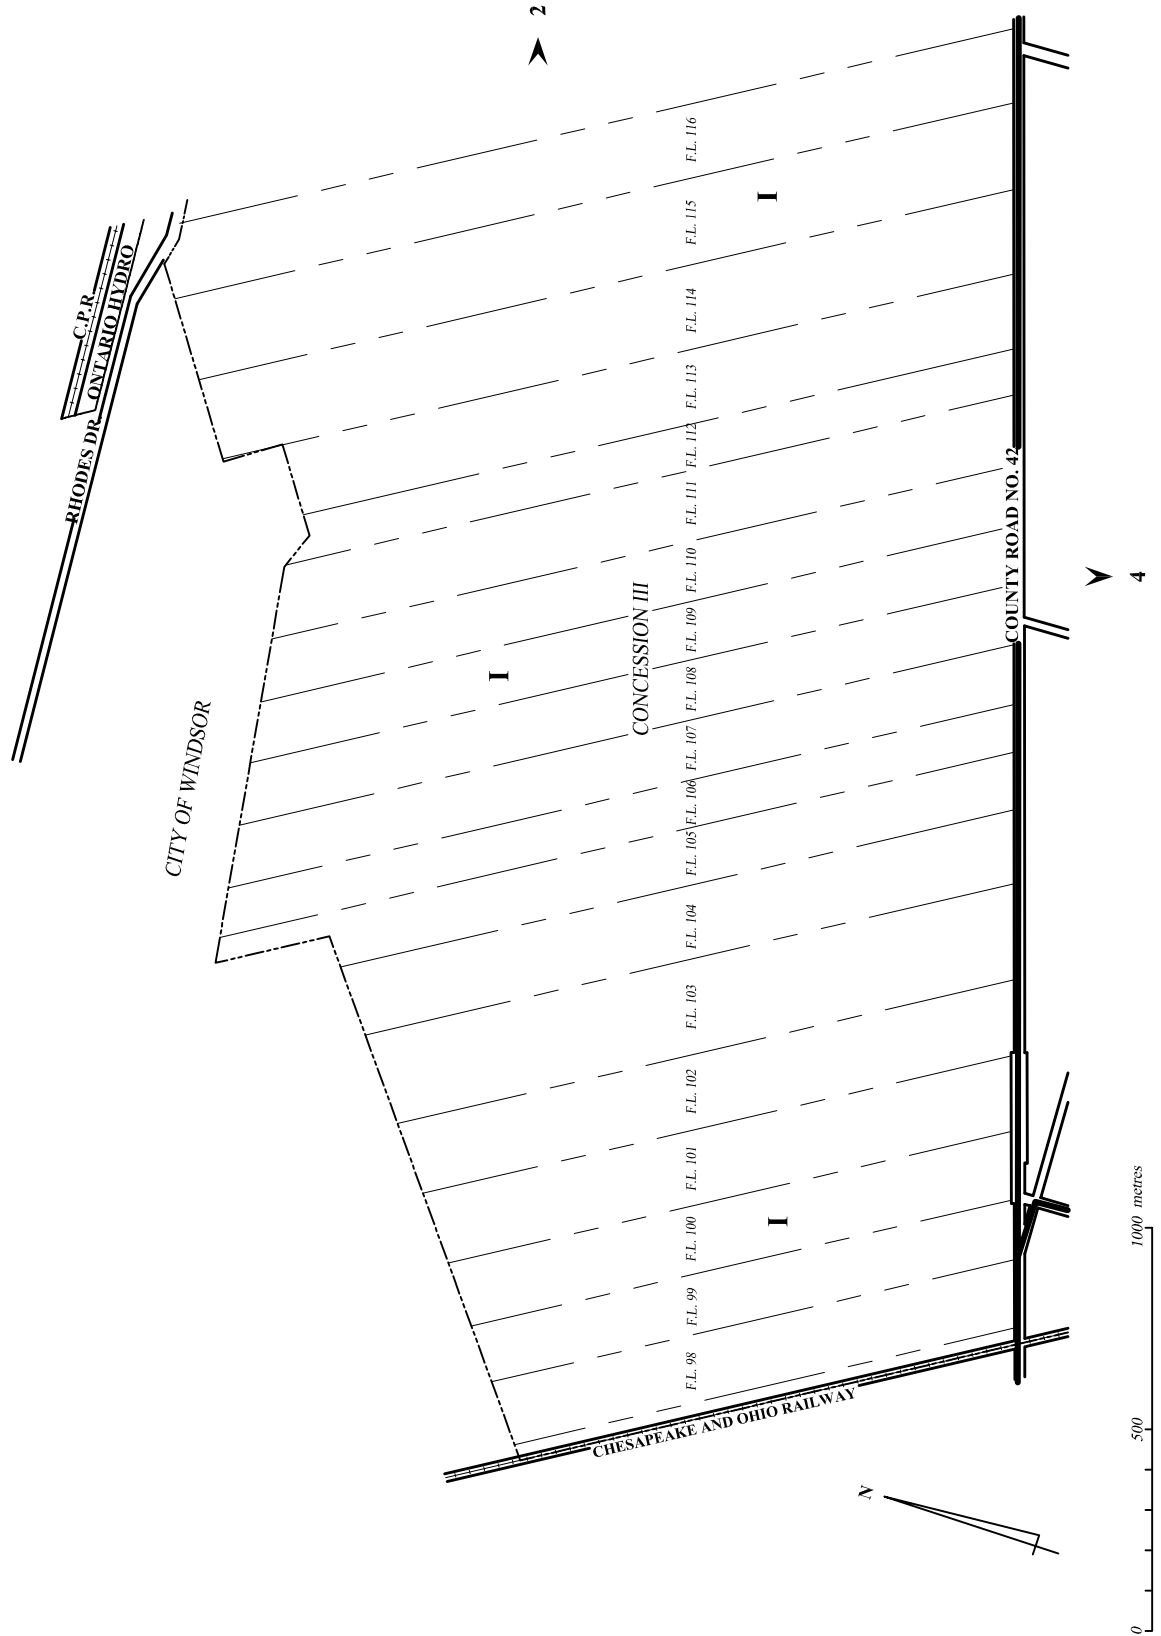 2
C.P.R.
ONTARIO HYDRO
RHODES DR.
CITY OF WINDSOR
CONCESSION III
F.L. 98
F.L. 99
F.L. 100
F.L. 101
F.L. 102
F.L. 103
F.L. 104
F.L. 105
F.L. 106
F.L. 107
F.L. 108
F.L. 109
F.L. 110
F.L. 111
F.L. 112
F.L. 113
F.L. 114
F.L. 115
F.L. 116
I
I
I
COUNTY ROAD NO. 42
4
CHESAPEAKE AND OHIO RAILWAY
N
0 500 1000 metres